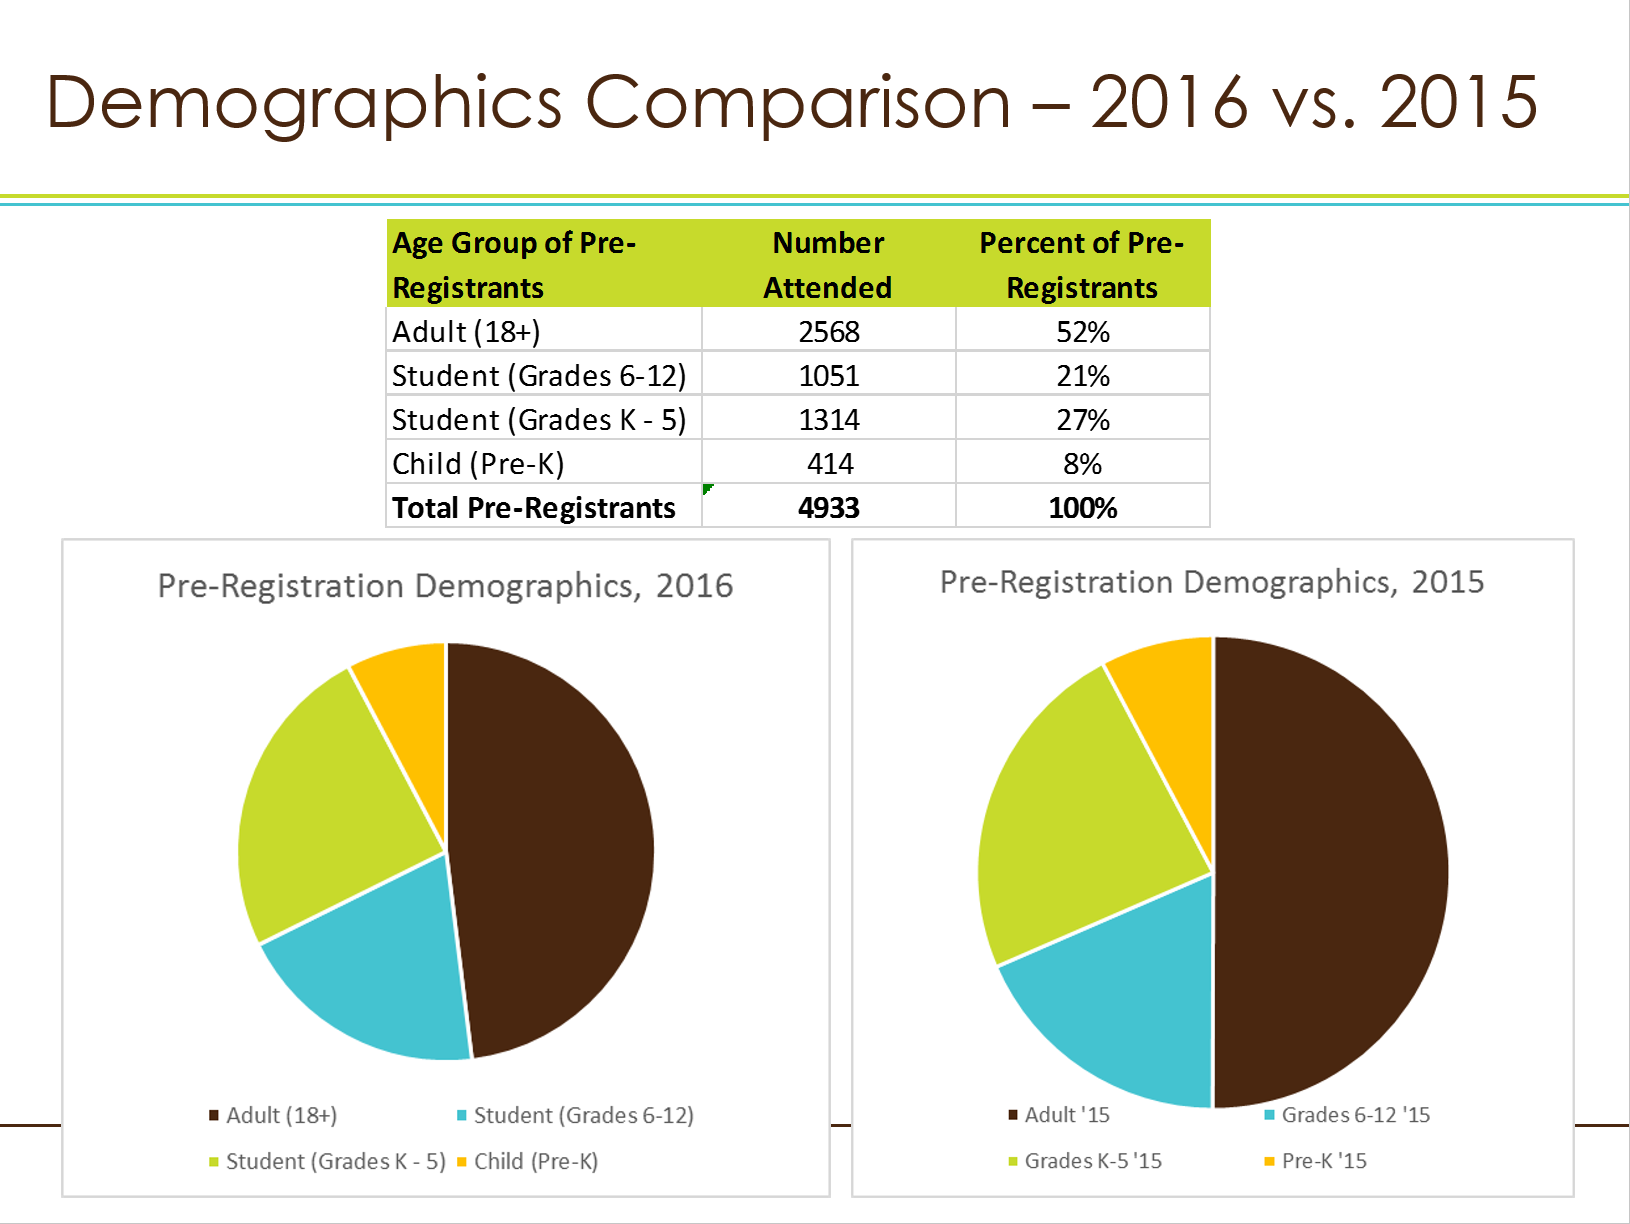 Demographics Comparison – 2016 vs. 2015
Age Group of Pre-Registrants Number Attended Percent of Pre-Registrants
Adult (18+) 2568 52%
Student (Grades 6-12) 1051 21%
Student (Grades K - 5) 1314 27%
Child (Pre-K) 414 8%
Total Pre-Registrants 4933 100%
Pre-Registration Demographics, 2016
Adult (18+) Student (Grades 6-12)
Student (Grades K - 5) Child (Pre-K)
Pre-Registration Demographics, 2015
Adult '15 Grades 6-12 '15
Grades K-5 '15 Pre-K '15